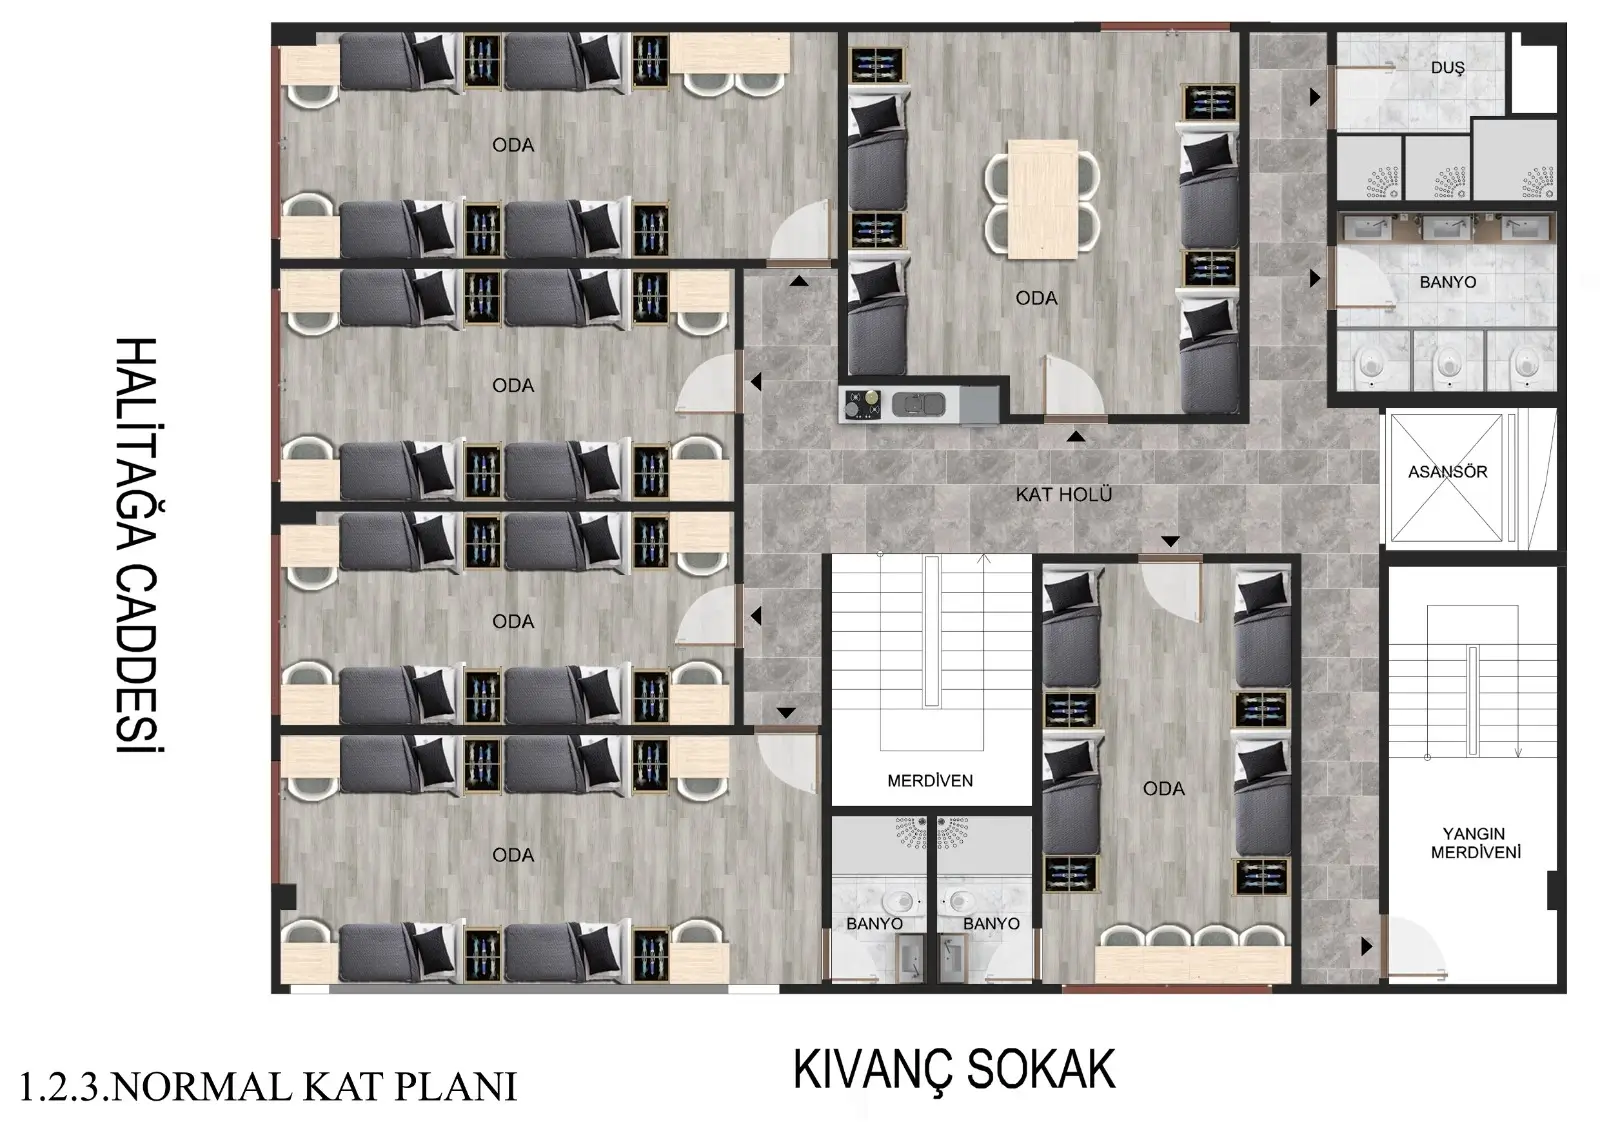 DUŞ
ODA
BANYO
ODA
ODA
ASANSÖR
KAT HOLÜ
ODA
HALİTAĞA CADDESİ
MERDİVEN
ODA
YANGIN
MERDİVENİ
ODA
BANYO
BANYO
KIVANÇ SOKAK
1.2.3.NORMAL KAT PLANI